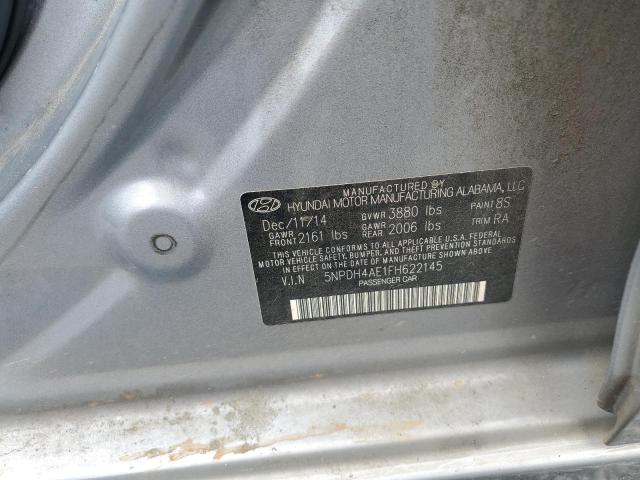 MANUFACTURED BY
HYUNDAI MOTOR MANUFACTURING ALABAMA, LLC
Dec/11/14 GVWR 3880 lbs PAINT 8S
GAWR FRONT 2161 lbs GAWR REAR 2006 lbs TRIM RA
THIS VEHICLE CONFORMS TO ALL APPLICABLE U.S.A. FEDERAL
MOTOR VEHICLE SAFETY, BUMPER, AND THEFT PREVENTION STANDARDS
IN EFFECT ON THE DATE OF MANUFACTURE SHOWN ABOVE
V.I.N 5NPDH4AE1FH622145
PASSENGER CAR